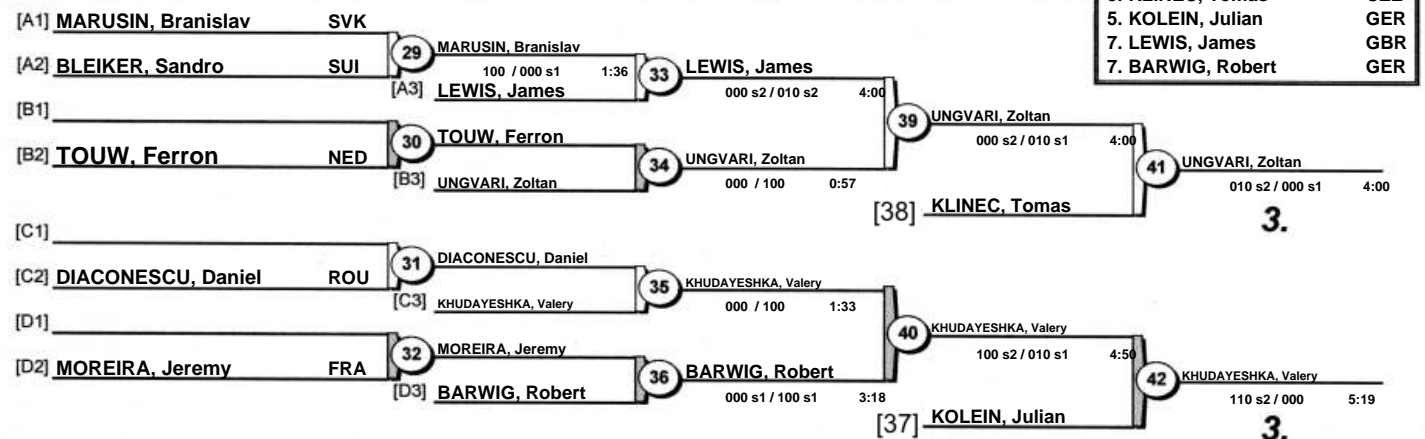 5. KOLEIN, Julian GER
7. LEWIS, James GBR
7. BARWIG, Robert GER
[A1] MARUSIN, Branislav SVK
29
MARUSIN, Branislav
100 / 000 s1 1:36
[A2] BLEIKER, Sandro SUI
[A3] LEWIS, James
33
LEWIS, James
000 s2 / 010 s2 4:00
[B1]
30
TOUW, Ferron
[B2] TOUW, Ferron NED
[B3] UNGVARI, Zoltan
34
UNGVARI, Zoltan
000 / 100 0:57
39
UNGVARI, Zoltan
000 s2 / 010 s1 4:00
[38] KLINEC, Tomas
41
UNGVARI, Zoltan
010 s2 / 000 s1 4:00
3.
[C1]
31
DIACONESCU, Daniel
[C2] DIACONESCU, Daniel ROU
[C3] KHUDAYESHKA, Valery
35
KHUDAYESHKA, Valery
000 / 100 1:33
[D1]
32
MOREIRA, Jeremy
[D2] MOREIRA, Jeremy FRA
[D3] BARWIG, Robert
36
BARWIG, Robert
000 s1 / 100 s1 3:18
40
KHUDAYESHKA, Valery
100 s2 / 010 s1 4:50
[37] KOLEIN, Julian
42
KHUDAYESHKA, Valery
110 s2 / 000 5:19
3.